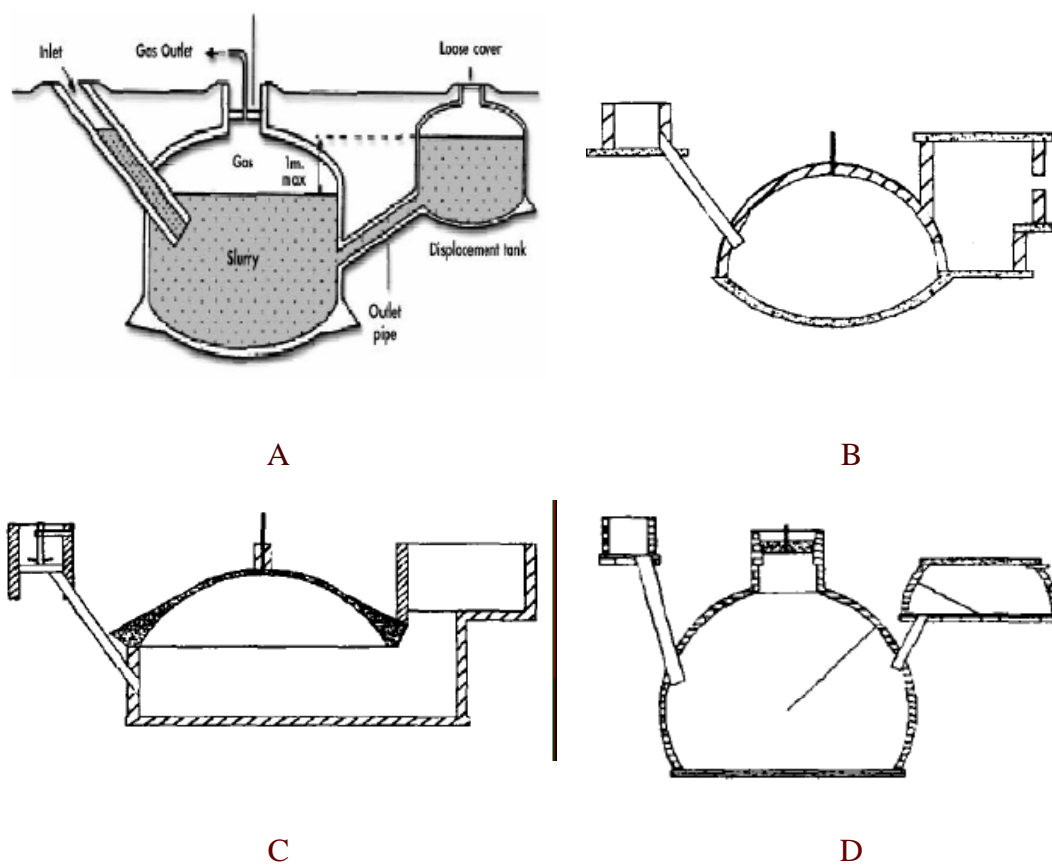 Inlet
Gas Outlet
Loose cover
Gas
1m.
max
Slurry
Displacement tank
Outlet
pipe
A
B
C
D